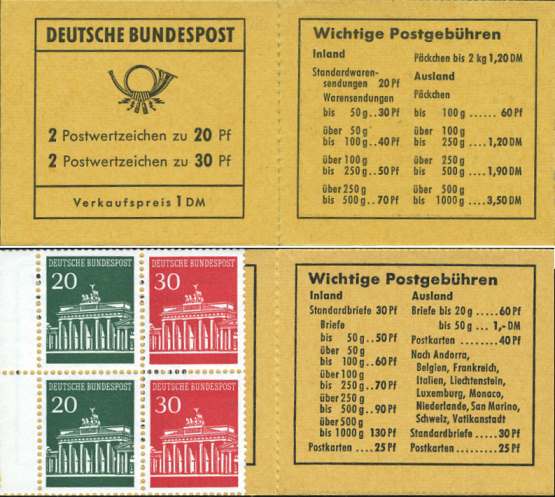 DEUTSCHE BUNDESPOST
2 Postwertzeichen zu 20 Pf
2 Postwertzeichen zu 30 Pf
Verkaufspreis 1 DM
Wichtige Postgebühren
Inland
Standardwaren-
sendungen 20 Pf
Warensendungen
bis 50 g..30 Pf
über 50 g
bis 100 g..40 Pf
über 100 g
bis 250 g..50 Pf
über 250 g
bis 500 g..70 Pf
Päckchen bis 2 kg 1,20 DM
Ausland
Päckchen
bis 100 g ...... 60 Pf
über 100 g
bis 250 g ....1,20 DM
über 250 g
bis 500 g ....1,90 DM
über 500 g
bis 1000 g ....3,50 DM
DEUTSCHE BUNDESPOST
20
DEUTSCHE BUNDESPOST
30
DEUTSCHE BUNDESPOST
20
DEUTSCHE BUNDESPOST
30
Wichtige Postgebühren
Inland
Standardbriefe 30 Pf
Briefe
bis 50 g..50 Pf
über 50 g
bis 100 g..60 Pf
über 100 g
bis 250 g..70 Pf
über 250 g
bis 500 g..90 Pf
über 500 g
bis 1000 g 130 Pf
Postkarten ....25 Pf
Ausland
Briefe bis 20 g .....60 Pf
bis 50 g ... 1,- DM
Postkarten .......40 Pf
Nach Andorra,
Belgien, Frankreich,
Italien, Liechtenstein,
Luxemburg, Monaco,
Niederlande, San Marino,
Schweiz, Vatikanstadt
Standardbriefe .....30 Pf
Postkarten .......25 Pf